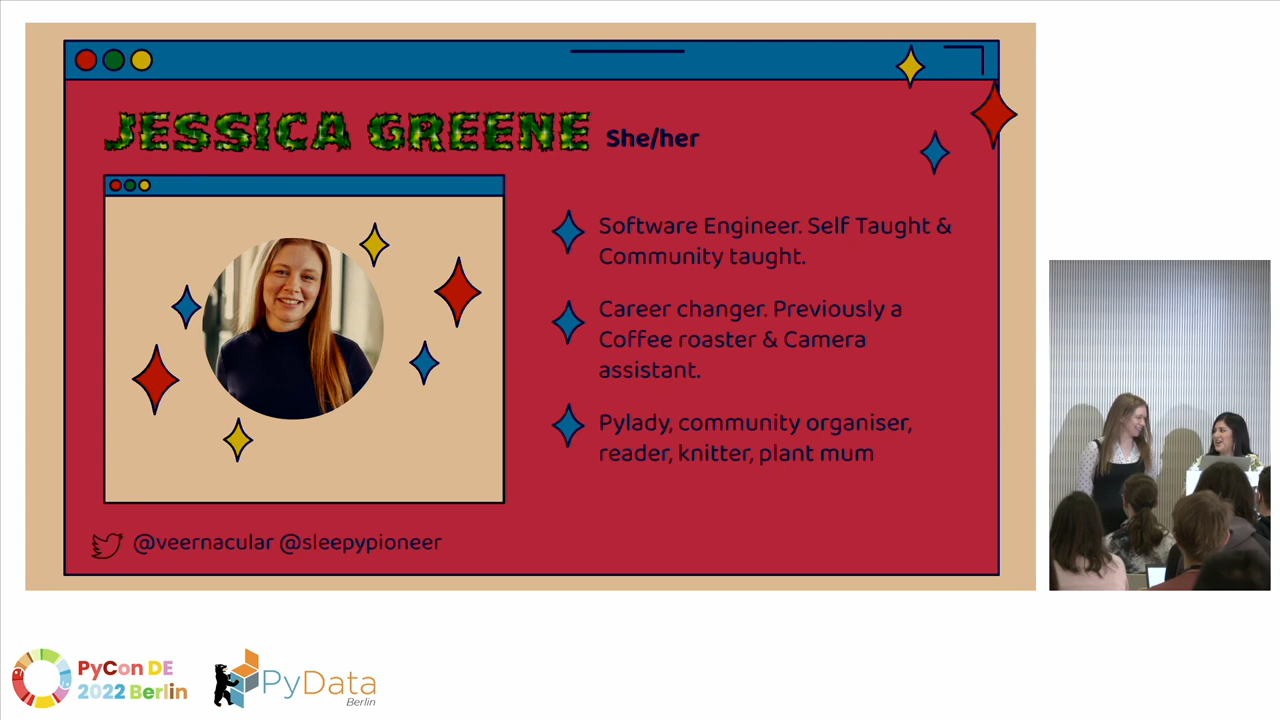 JESSICA GREENE She/her
Software Engineer. Self Taught &
Community taught.
Career changer. Previously a
Coffee roaster & Camera
assistant.
Pylady, community organiser,
reader, knitter, plant mum
@veernacular @sleepypioneer
PyCon DE
2022 Berlin
PyData
Berlin